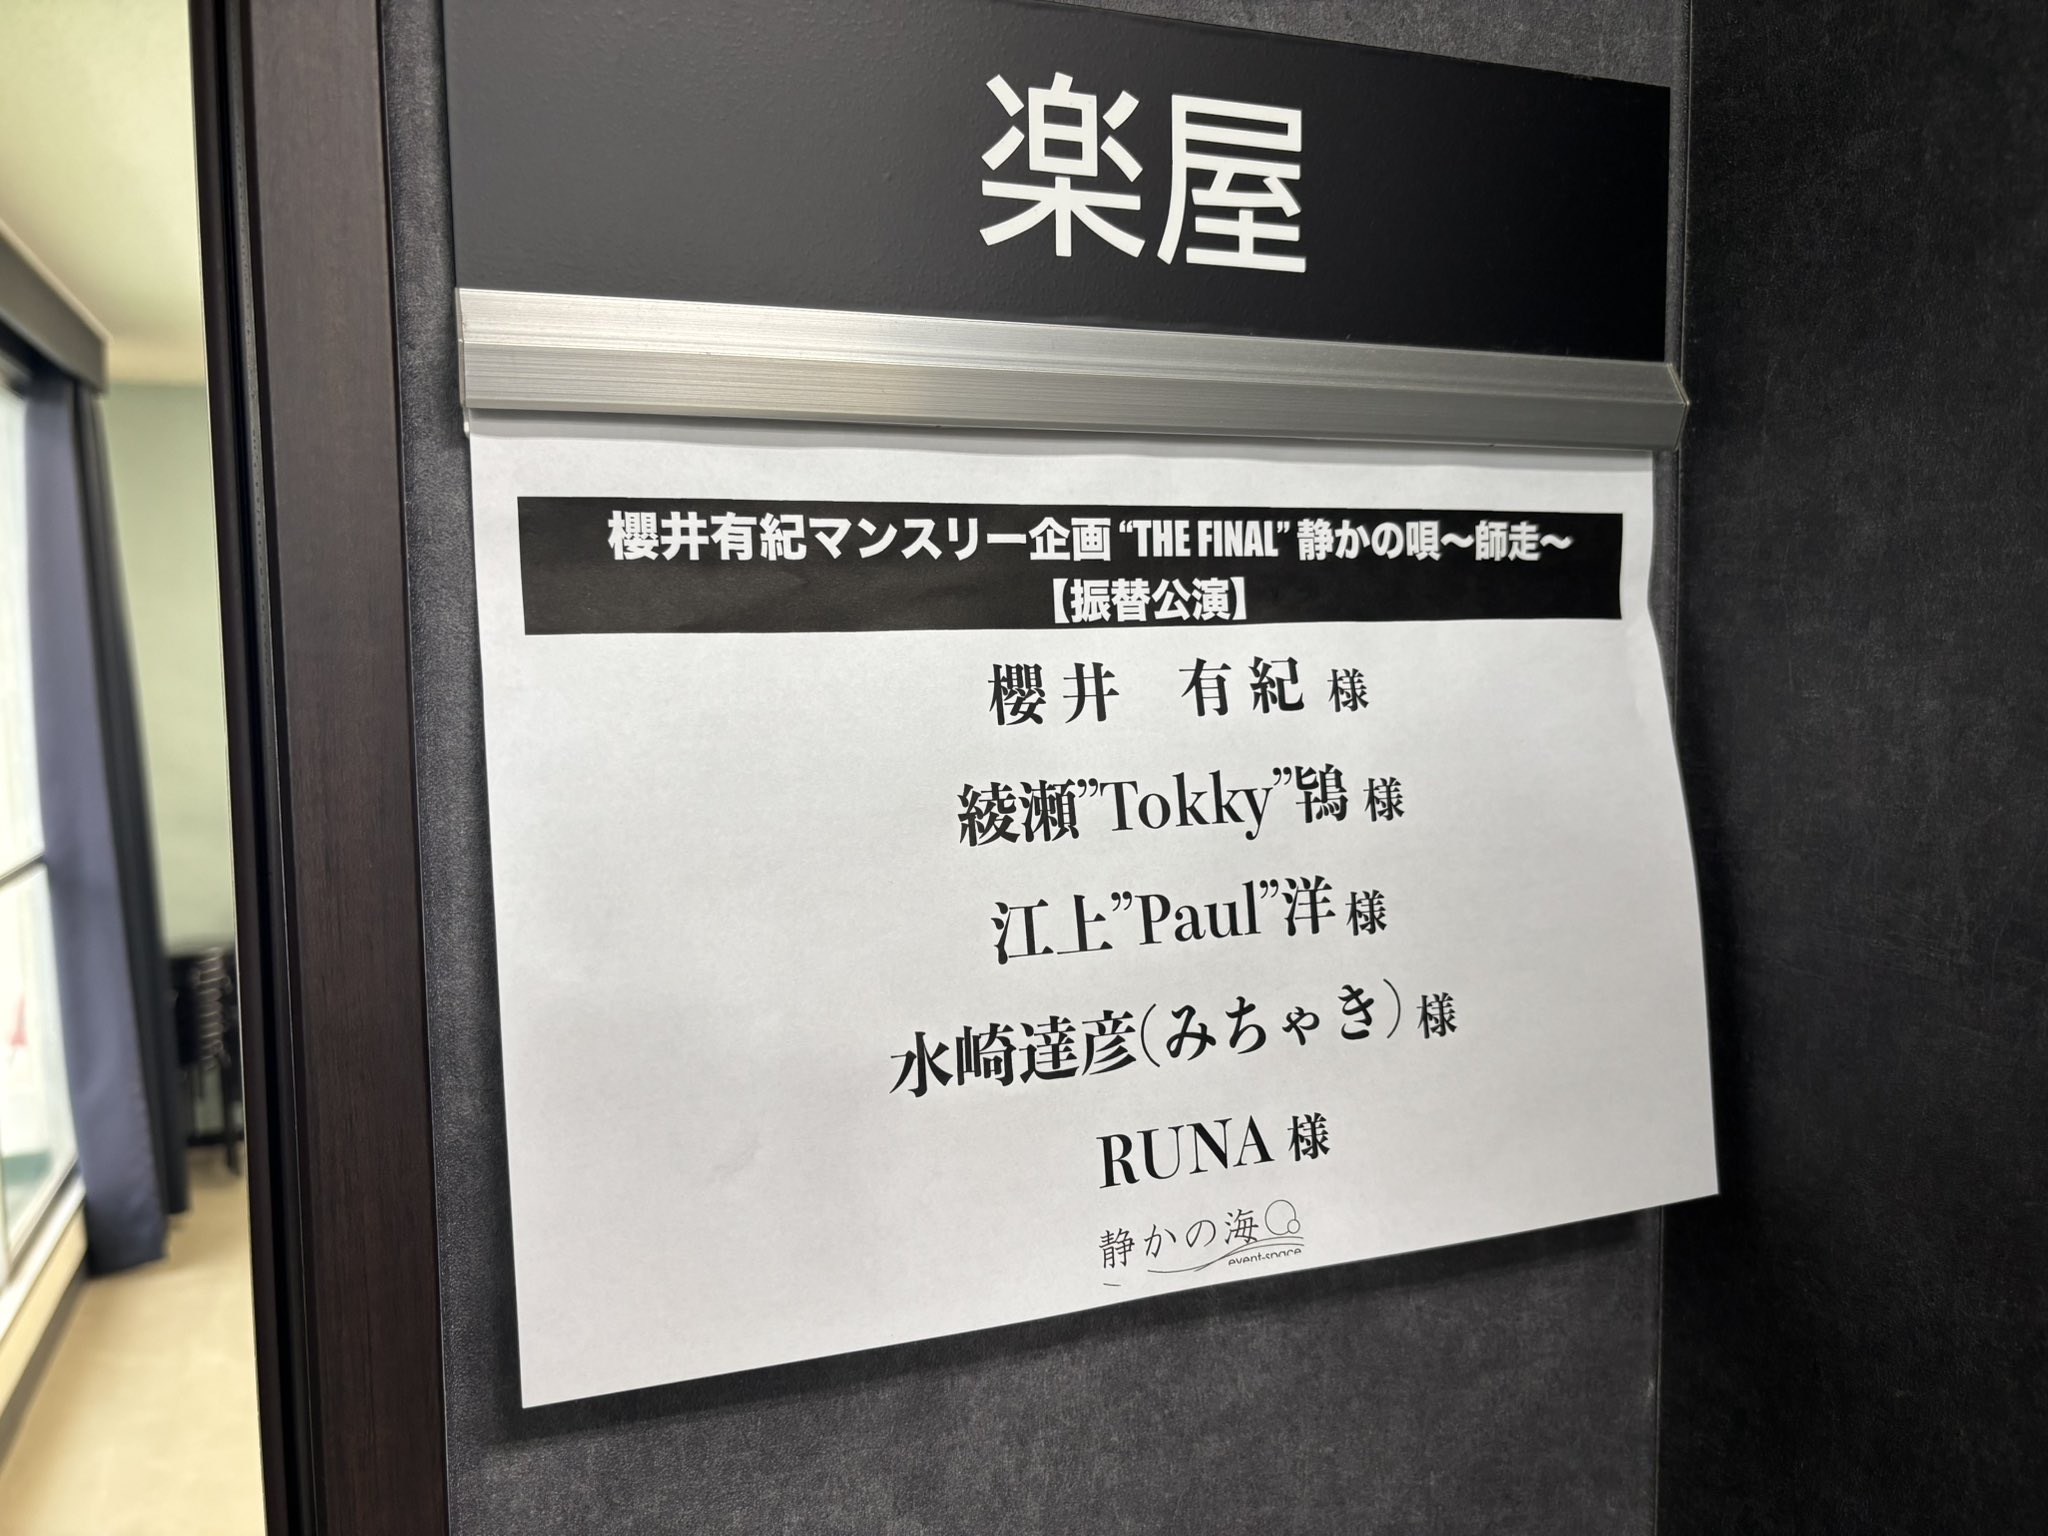 楽屋
櫻井有紀マンスリー企画“THE FINAL”静かの唄～師走～
【振替公演】
櫻井 有紀 様
綾瀬”Tokky”鴇 様
江上”Paul”洋 様
水崎達彦(みちゃき) 様
RUNA 様
静かの海
event-space